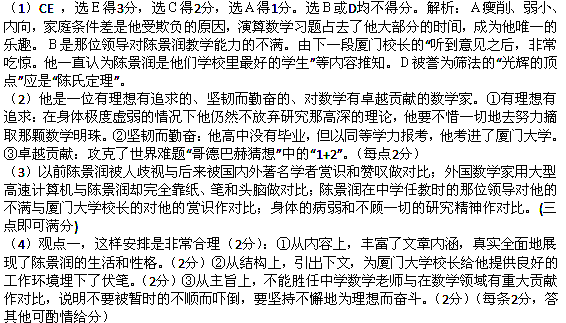 （1）CE ，选E得3分，选C得2分，选A得1分。选B或D均不得分。解析：A瘦削、弱小、
内向，家庭条件差是他受欺负的原因，演算数学习题占去了他大部分的时间，成为他唯一的
乐趣。B是那位领导对陈景润教学能力的不满。由下一段厦门校长的“听到意见之后，非常
吃惊。他一直认为陈景润是他们学校里最好的学生”等内容推知。D被誉为筛法的“光辉的顶
点”应是“陈氏定理”。
（2）他是一位有理想有追求的、坚韧而勤奋的、对数学有卓越贡献的数学家。①有理想有
追求：在身体极度虚弱的情况下他仍然不放弃研究那高深的理论，他要不惜一切地去努力摘
取那颗数学明珠。②坚韧而勤奋：他高中没有毕业，但以同等学力报考，他考进了厦门大学。
③卓越贡献：攻克了世界难题“哥德巴赫猜想”中的“1+2”。（每点2分）
（3）以前陈景润被人歧视与后来被国内外著名学者赏识和赞叹做对比；外国数学家用大型
高速计算机与陈景润却完全靠纸、笔和头脑做对比；陈景润在中学任教时的那位领导对他的
不满与厦门大学校长的对他的赏识作对比；身体的病弱和不顾一切的研究精神作对比。(三
点即可满分)
（4）观点一，这样安排是非常合理（2分）：①从内容上，丰富了文章内涵，真实全面地展
现了陈景润的生活和性格。（2分）②从结构上，引出下文，为厦门大学校长给他提供良好的
工作环境埋下了伏笔。（2分）③从主旨上，不能胜任中学数学老师与在数学领域有重大贡献
作对比，说明不要被暂时的不顺而吓倒，要坚持不懈地为理想而奋斗。（2分）（每条2分，答
其他可酌情给分）